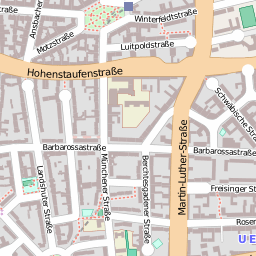 Ansbacher
Winterfeldtstraße
Motzstraße
Luitpoldstraße
Hohenstaufenstraße
Schwäbische Stra
Barbarossastraße
Barbarossastraße
Landshuter Straße
Münchener Straße
Berchtesgadener Straße
Martin-Luther-Straße
Freisinger St
Rosen
U E